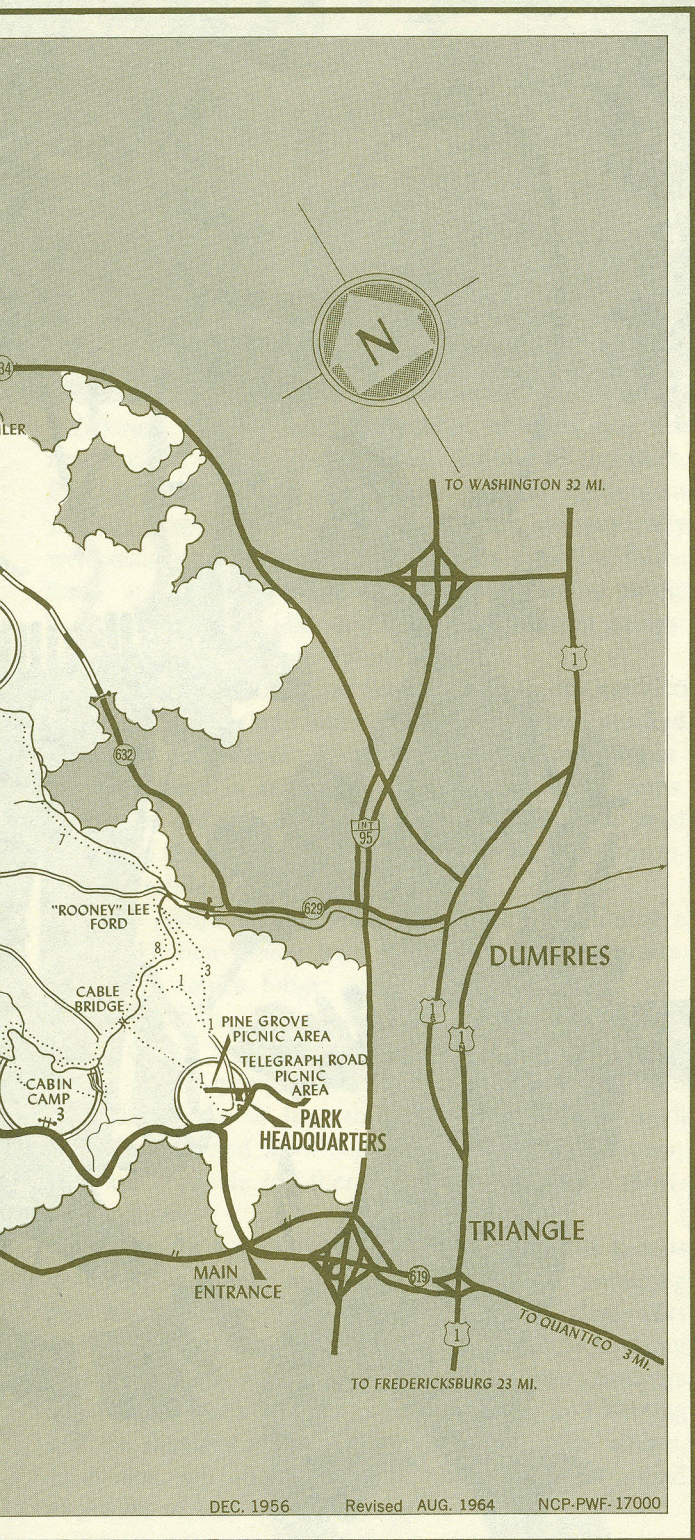 N
34
LER
TO WASHINGTON 32 MI.
1
632
INT
95
7
"ROONEY" LEE
FORD
629
8
3
1
DUMFRIES
CABLE
BRIDGE
1
S
1
N
1
PINE GROVE
PICNIC AREA
TELEGRAPH ROAD
PICNIC
AREA
1
CABIN
CAMP
3
PARK
HEADQUARTERS
TRIANGLE
MAIN
ENTRANCE
619
TO QUANTICO 3 MI.
1
TO FREDERICKSBURG 23 MI.
DEC. 1956 Revised AUG. 1964 NCP-PWF-17000